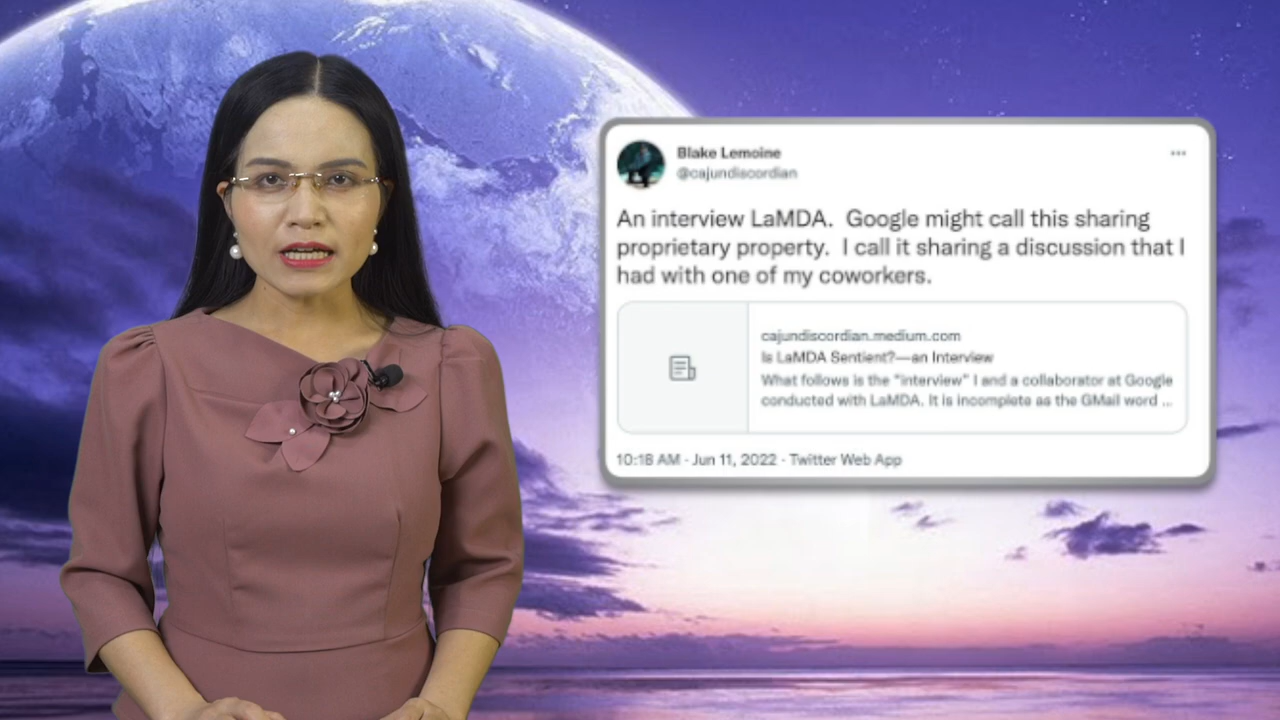 Blake Lemoine
@cajundiscordian
An interview LaMDA. Google might call this sharing
proprietary property. I call it sharing a discussion that I
had with one of my coworkers.
cajundiscordian.medium.com
Is LaMDA Sentient?—an Interview
What follows is the "interview" I and a collaborator at Google
conducted with LaMDA. It is incomplete as the GMail word ...
10:18 AM · Jun 11, 2022 · Twitter Web App